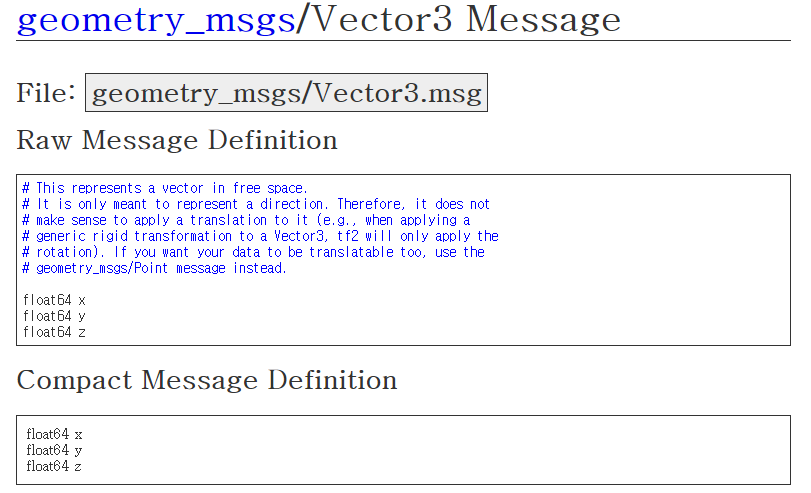 geometry_msgs/Vector3 Message
File: geometry_msgs/Vector3.msg
Raw Message Definition
# This represents a vector in free space.
# It is only meant to represent a direction. Therefore, it does not
# make sense to apply a translation to it (e.g., when applying a
# generic rigid transformation to a Vector3, tf2 will only apply the
# rotation). If you want your data to be translatable too, use the
# geometry_msgs/Point message instead.
float64 x
float64 y
float64 z
Compact Message Definition
float64 x
float64 y
float64 z